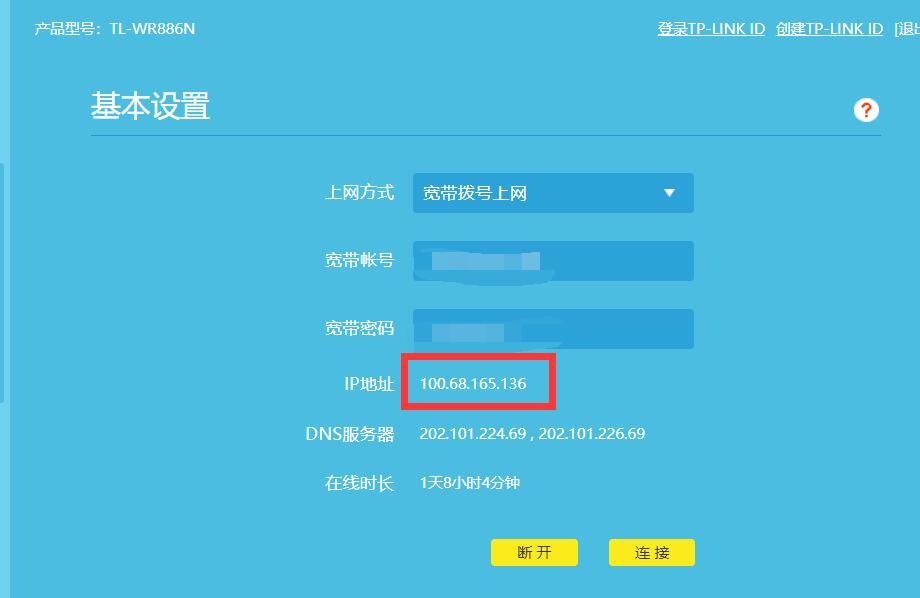 产品型号：TL-WR886N 登录TP-LINK ID 创建TP-LINK ID [退出
基本设置 ?
上网方式 宽带拨号上网
宽带帐号
宽带密码
IP地址 100.68.165.136
DNS服务器 202.101.224.69 , 202.101.226.69
在线时长 1天8小时4分钟
断开 连接